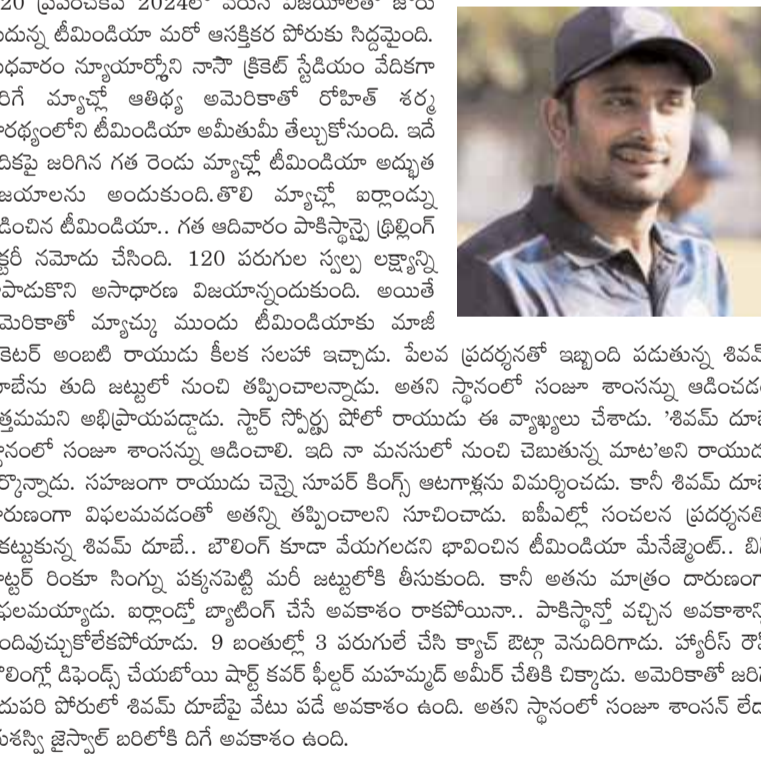 20 ప్రపంచకప్ 2024లో వరుస విజయాలతో జోరు
మీదున్న టీమిండియా మరో ఆసక్తికర పోరుకు సిద్దమైంది.
ధవారం న్యూయార్క్‌లోని నాసౌ క్రికెట్ స్టేడియం వేదికగా
రిగే మ్యాచ్‌లో ఆతిథ్య అమెరికాతో రోహిత్ శర్మ
రథ్యంలోని టీమిండియా అమీతుమీ తేల్చుకోనుంది. ఇదే
దికపై జరిగిన గత రెండు మ్యాచ్‌ల్లో టీమిండియా అద్భుత
జయాలను అందుకుంది.తొలి మ్యాచ్‌లో ఐర్లాండ్‌ను
డించిన టీమిండియా.. గత ఆదివారం పాకిస్థాన్‌పై థ్రిల్లింగ్
క్టరీ నమోదు చేసింది. 120 పరుగుల స్వల్ప లక్ష్యాన్ని
పాడుకొని అసాధారణ విజయాన్నందుకుంది. అయితే
మెరికాతో మ్యాచ్‌కు ముందు టీమిండియాకు మాజీ
కెటర్ అంబటి రాయుడు కీలక సలహా ఇచ్చాడు. పేలవ ప్రదర్శనతో ఇబ్బంది పడుతున్న శివమ్
బేను తుది జట్టులో నుంచి తప్పించాలన్నాడు. అతని స్థానంలో సంజూ శాంసన్ను ఆడించడం
త్తమమని అభిప్రాయపడ్డాడు. స్టార్ స్పోర్ట్స్ షోలో రాయుడు ఈ వ్యాఖ్యలు చేశాడు. 'శివమ్ దూబే
నంలో సంజూ శాంసన్ను ఆడించాలి. ఇది నా మనసులో నుంచి చెబుతున్న మాట'అని రాయుడు
ర్కొన్నాడు. సహజంగా రాయుడు చెన్నై సూపర్ కింగ్స్ ఆటగాళ్లను విమర్శించడు. కానీ శివమ్ దూబే
రుణంగా విఫలమవడంతో అతన్ని తప్పించాలని సూచించాడు. ఐపీఎల్లో సంచలన ప్రదర్శనతో
కట్టుకున్న శివమ్ దూబే.. బౌలింగ్ కూడా వేయగలడని భావించిన టీమిండియా మేనేజ్మెంట్..
ట్టర్ రింకూ సింగ్ను పక్కనపెట్టి మరీ జట్టులోకి తీసుకుంది. కానీ అతను మాత్రం దారుణంగా
ఫలమయ్యాడు. ఐర్లాండ్తో బ్యాటింగ్ చేసే అవకాశం రాకపోయినా.. పాకిస్థాన్తో వచ్చిన అవకాశాన్ని
ందివుచ్చుకోలేకపోయాడు. 9 బంతుల్లో 3 పరుగులే చేసి క్యాచ్ ఔట్గా వెనుదిరిగాడు. హ్యారీస్ రౌఫ్
లింగ్లో డిఫెండ్స్ చేయబోయి షార్ట్ కవర్ ఫీల్డర్ మహమ్మద్ అమీర్ చేతికి చిక్కాడు. అమెరికాతో జరిగే
దుపరి పోరులో శివమ్ దూబేపై వేటు పడే అవకాశం ఉంది. అతని స్థానంలో సంజూ శాంసన్ లేదా
శస్వి జైస్వాల్ బరిలోకి దిగే అవకాశం ఉంది.